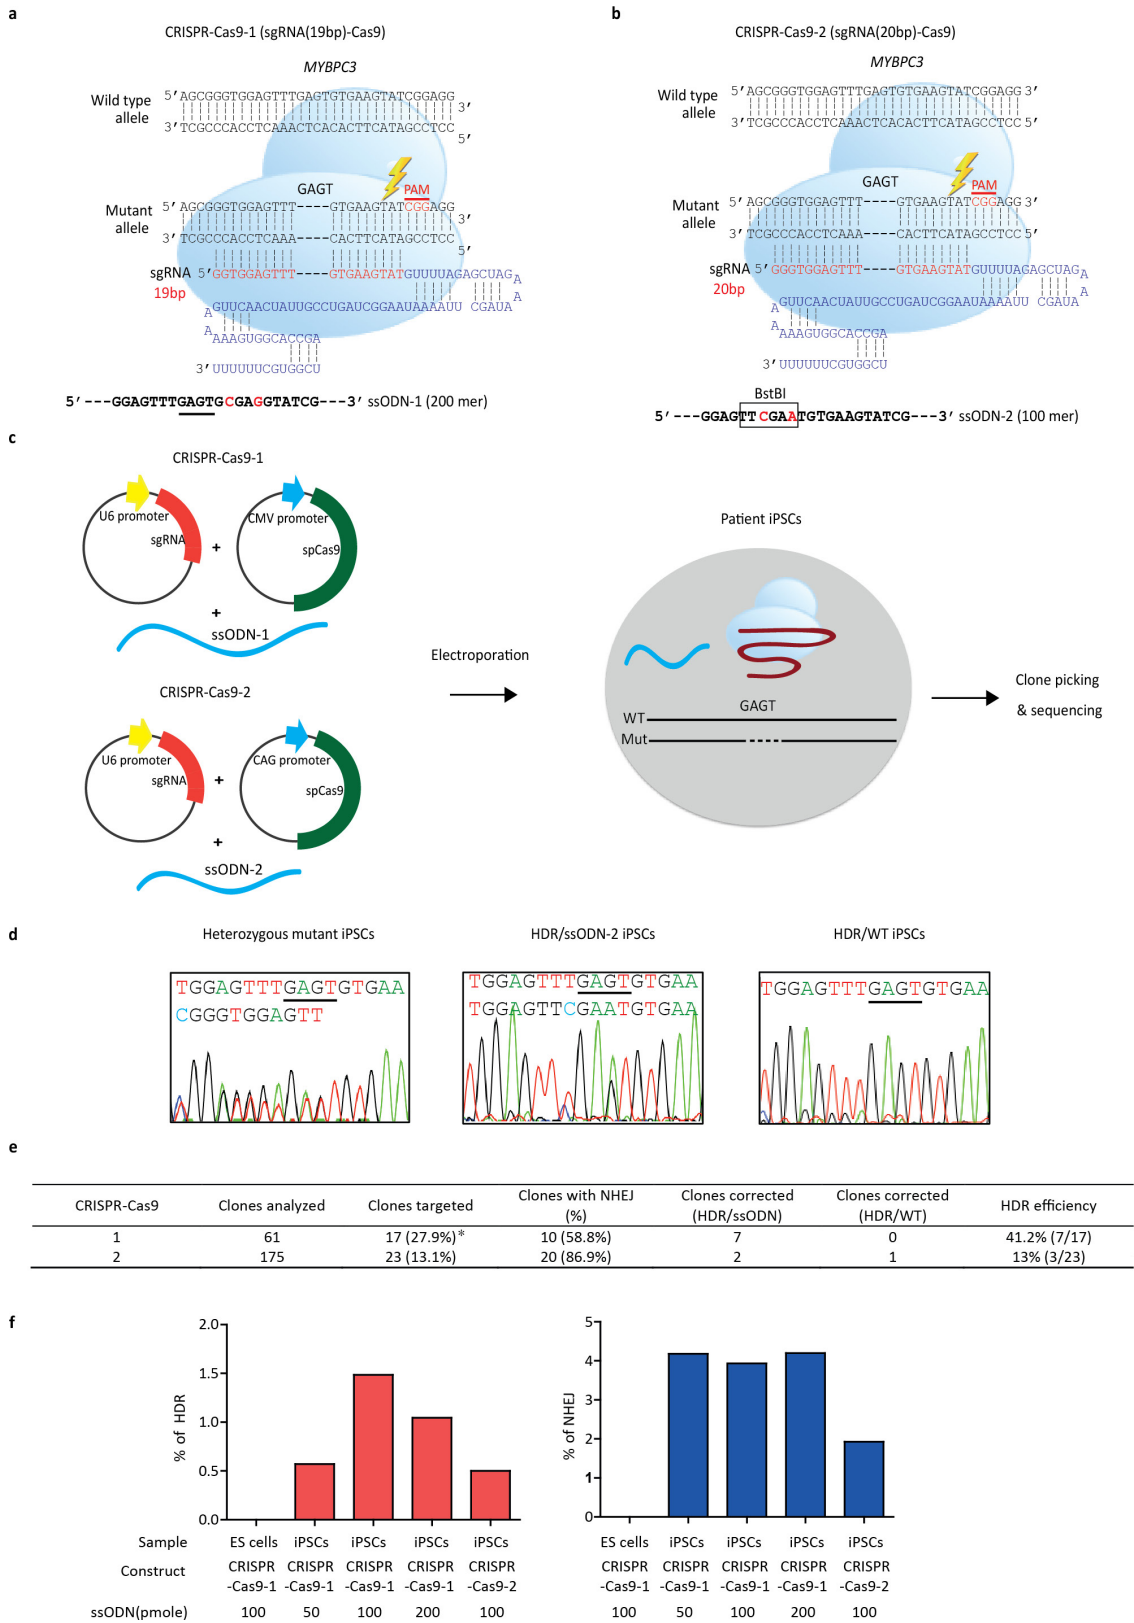 a
CRISPR-Cas9-1 (sgRNA(19bp)-Cas9)
MYBPC3
Wild type allele
5'AGCGGGTGGAGTTTGAGTGTGAAGTATCGGAGG 3'
3'TCGCCCACCTCAAACTCACACTTCATAGCCTCC 5'
GAGT
PAM
Mutant allele
5'AGCGGGTGGAGTTT----GTGAAGTATCGGAGG 3'
3'TCGCCCACCTCAAA----CACTTCATAGCCTCC 5'
sgRNA 5'GGTGGAGTTT----GTGAAGTATGUUUUAGAGCUAG
19bp
A
A
GUUCAACUAUUGCCUGAUCGGAAUAAAAUU CGAUA
A
A
AAAGUGGCACCGA
3'UUUUUUCGUGGCU
5' ---GGAGTTTGAGTGCGAGGTATCG---3' ssODN-1 (200 mer)
b
CRISPR-Cas9-2 (sgRNA(20bp)-Cas9)
MYBPC3
Wild type allele
5'AGCGGGTGGAGTTTGAGTGTGAAGTATCGGAGG 3'
3'TCGCCCACCTCAAACTCACACTTCATAGCCTCC 5'
GAGT
PAM
Mutant allele
5'AGCGGGTGGAGTTT----GTGAAGTATCGGAGG 3'
3'TCGCCCACCTCAAA----CACTTCATAGCCTCC 5'
sgRNA 5'GGGTGGAGTTT----GTGAAGTATGUUUUAGAGCUAG
20bp
A
A
GUUCAACUAUUGCCUGAUCGGAAUAAAAUU CGAUA
A
A
AAAGUGGCACCGA
3'UUUUUUCGUGGCU
BstBI
5' ---GGAGTTCGAATGTGAAGTATCG---3' ssODN-2 (100 mer)
c
CRISPR-Cas9-1
U6 promoter
sgRNA
+
CMV promoter
spCas9
+
ssODN-1
CRISPR-Cas9-2
U6 promoter
sgRNA
+
CAG promoter
spCas9
+
ssODN-2
Electroporation
Patient iPSCs
GAGT
WT
Mut
Clone picking
& sequencing
d
Heterozygous mutant iPSCs
TGGAGTTTGAGTGTGAA
CGGGTGGAGTT
HDR/ssODN-2 iPSCs
TGGAGTTTGAGTGTGAA
TGGAGTTCGAATGTGAA
HDR/WT iPSCs
TGGAGTTTGAGTGTGAA
e
CRISPR-Cas9 Clones analyzed Clones targeted Clones with NHEJ (%) Clones corrected (HDR/ssODN) Clones corrected (HDR/WT) HDR efficiency
1 61 17 (27.9%)* 10 (58.8%) 7 0 41.2% (7/17)
2 175 23 (13.1%) 20 (86.9%) 2 1 13% (3/23)
f
% of HDR
2.0
1.5
1.0
0.5
0.0
Sample ES cells iPSCs iPSCs iPSCs iPSCs
Construct CRISPR-Cas9-1 CRISPR-Cas9-1 CRISPR-Cas9-1 CRISPR-Cas9-1 CRISPR-Cas9-2
ssODN(pmole) 100 50 100 200 100
% of NHEJ
5
4
3
2
1
0
ES cells iPSCs iPSCs iPSCs iPSCs
CRISPR-Cas9-1 CRISPR-Cas9-1 CRISPR-Cas9-1 CRISPR-Cas9-1 CRISPR-Cas9-2
100 50 100 200 100